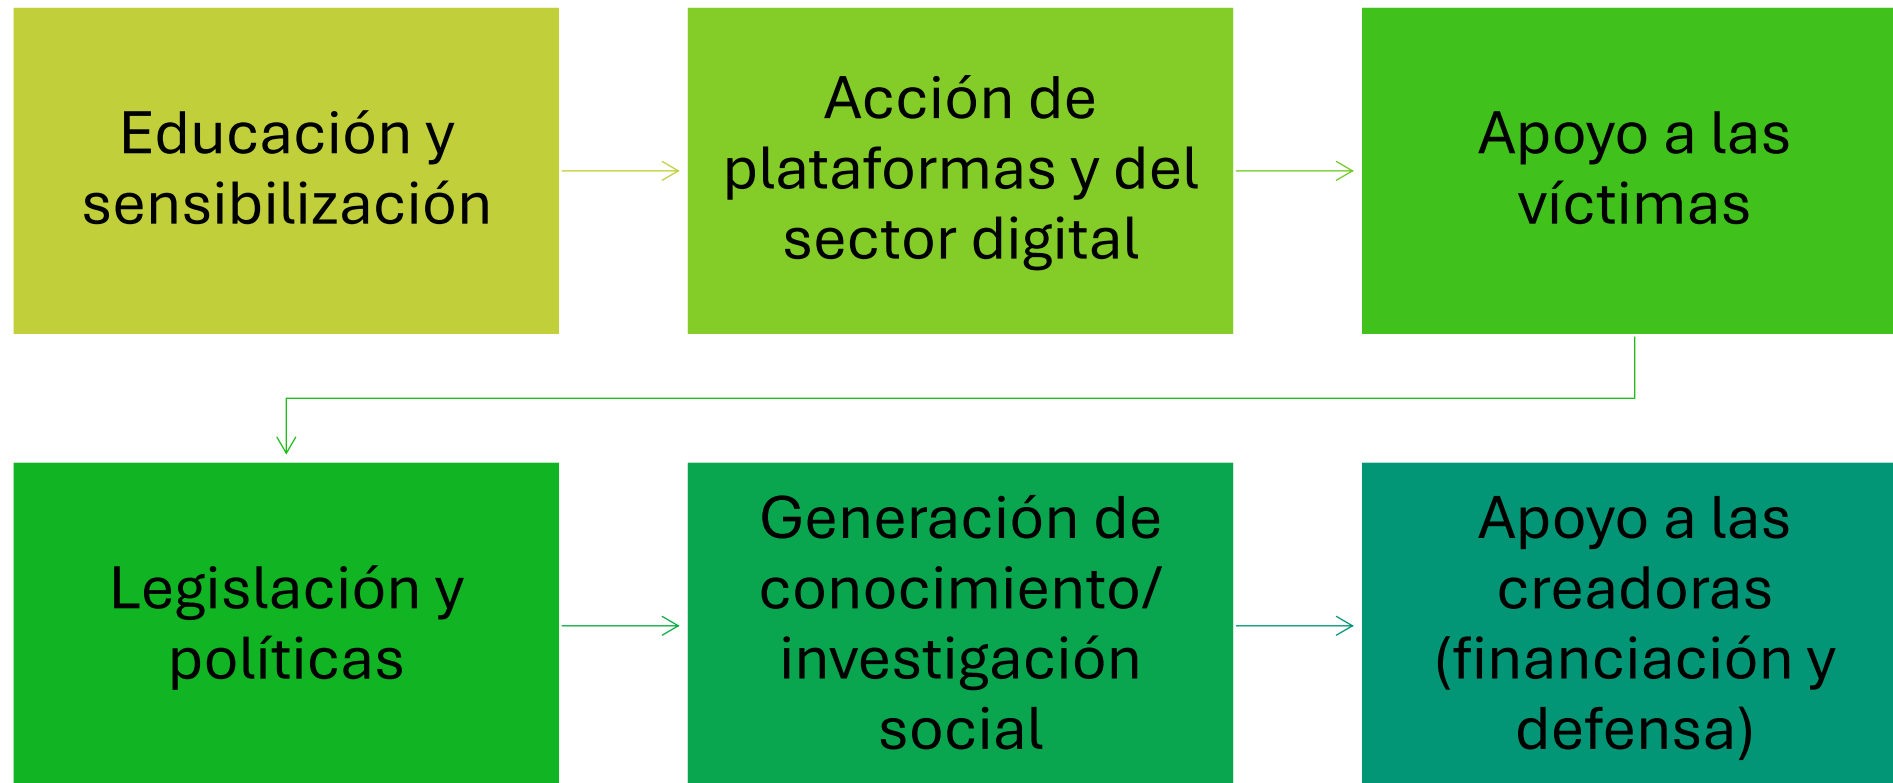 Educación y
sensibilización
Acción de
plataformas y del
sector digital
Apoyo a las
víctimas
Legislación y
políticas
Generación de
conocimiento/
investigación
social
Apoyo a las
creadoras
(financiación y
defensa)